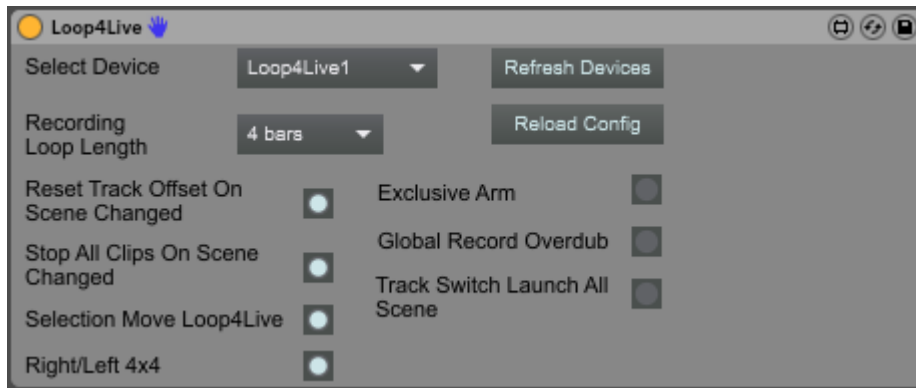 Loop4Live
Select Device
Loop4Live1
Refresh Devices
Recording
Loop Length
4 bars
Reload Config
Reset Track Offset On
Scene Changed
Exclusive Arm
Stop All Clips On Scene
Changed
Global Record Overdub
Selection Move Loop4Live
Track Switch Launch All
Scene
Right/Left 4x4